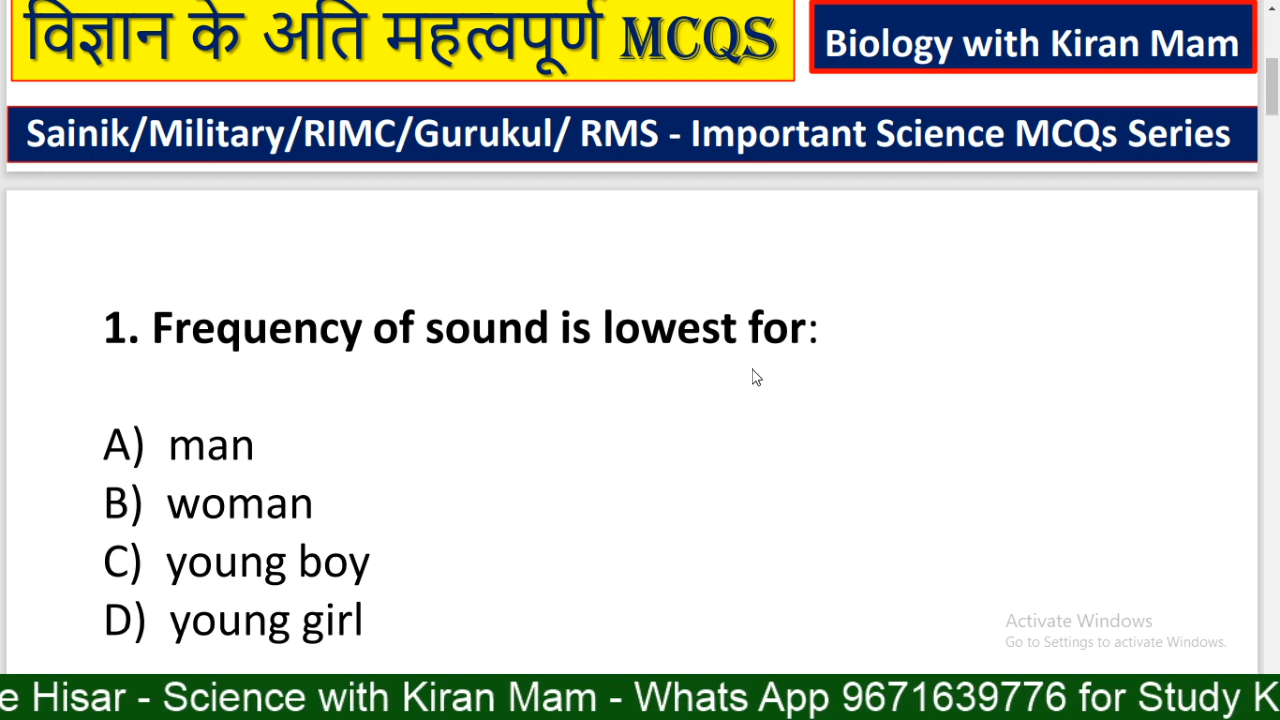 विज्ञान के अति महत्वपूर्ण MCQS
Biology with Kiran Mam
Sainik/Military/RIMC/Gurukul/ RMS - Important Science MCQs Series
1. Frequency of sound is lowest for:
A) man
B) woman
C) young boy
D) young girl
Activate Windows
Go to Settings to activate Windows.
e Hisar - Science with Kiran Mam - Whats App 9671639776 for Study K